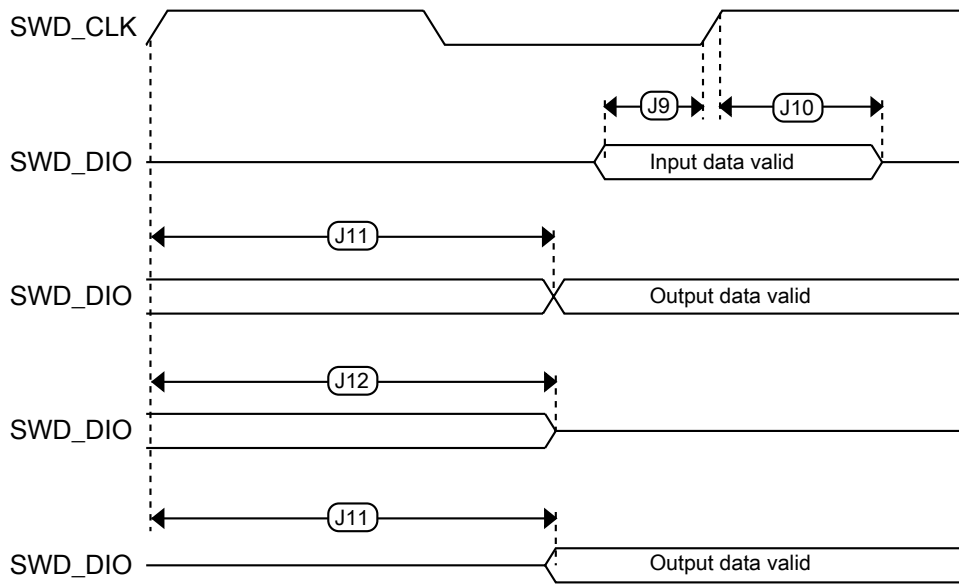 SWD_CLK
J9
J10
SWD_DIO
Input data valid
J11
SWD_DIO
Output data valid
J12
SWD_DIO
J11
SWD_DIO
Output data valid